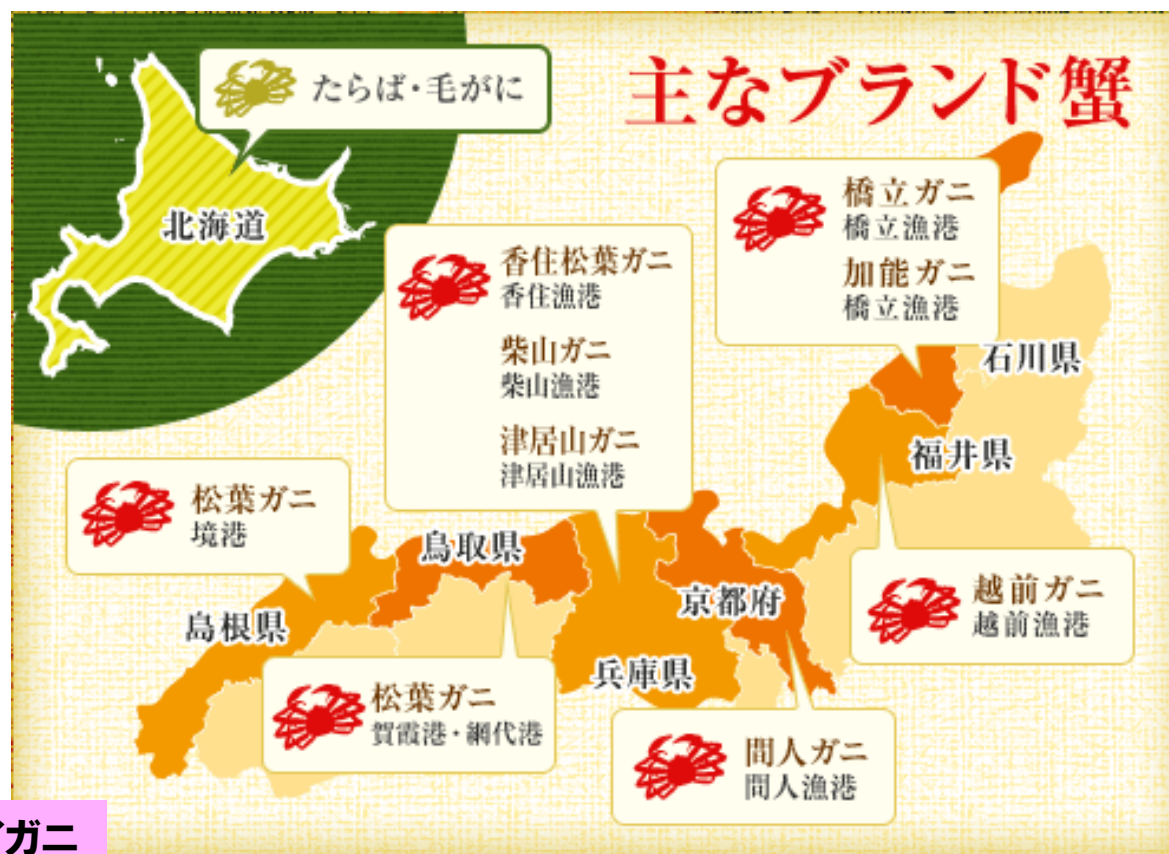 主なブランド蟹
たらば・毛がに
北海道
橋立ガニ
橋立漁港
加能ガニ
橋立漁港
石川県
香住松葉ガニ
香住漁港
柴山ガニ
柴山漁港
津居山ガニ
津居山漁港
福井県
松葉ガニ
境港
鳥取県
島根県
京都府
越前ガニ
越前漁港
兵庫県
松葉ガニ
賀霞港・網代港
間人ガニ
間人漁港
ガニ